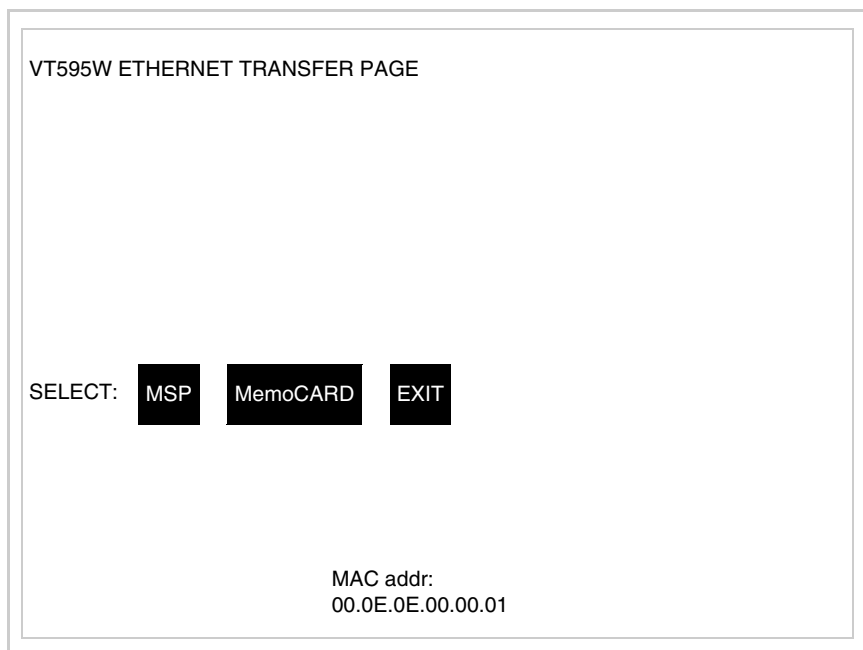 VT595W ETHERNET TRANSFER PAGE
SELECT: MSP MemoCARD EXIT
MAC addr:
00.0E.0E.00.00.01